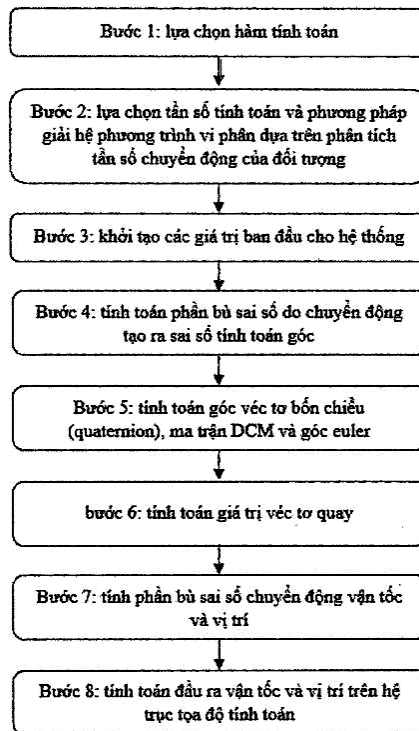 Bước 1: lựa chọn hàm tính toán
Bước 2: lựa chọn tần số tính toán và phương pháp
giải hệ phương trình vi phân dựa trên phân tích
tần số chuyển động của đối tượng
Bước 3: khởi tạo các giá trị ban đầu cho hệ thống
Bước 4: tính toán phần bù sai số do chuyển động
tạo ra sai số tính toán góc
Bước 5: tính toán góc véc tơ bốn chiều
(quaternion), ma trận DCM và góc euler
bước 6: tính toán giá trị véc tơ quay
Bước 7: tính phần bù sai số chuyển động vận tốc
và vị trí
Bước 8: tính toán đầu ra vận tốc và vị trí trên hệ
trục tọa độ tính toán